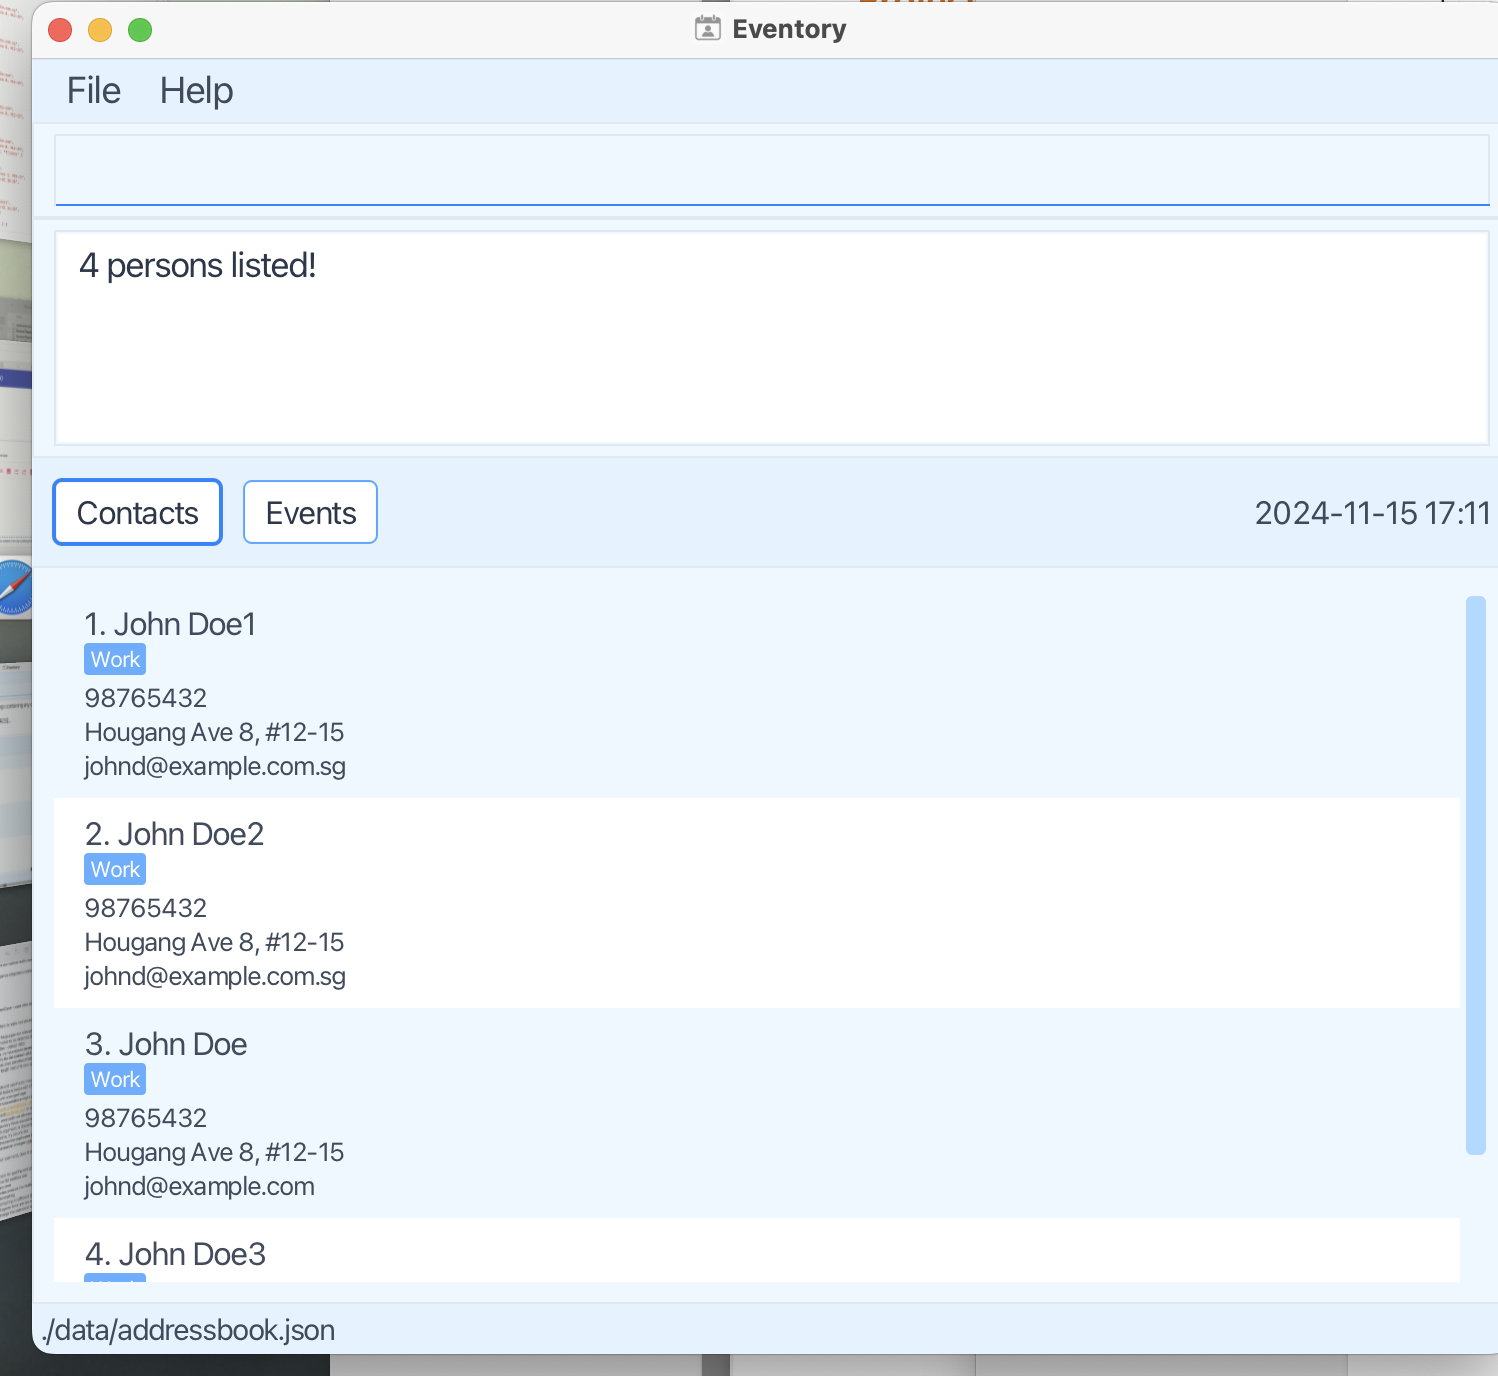 Eventory
File Help
4 persons listed!
Contacts Events 2024-11-15 17:11
1. John Doe1
Work
98765432
Hougang Ave 8, #12-15
johnd@example.com.sg
2. John Doe2
Work
98765432
Hougang Ave 8, #12-15
johnd@example.com.sg
3. John Doe
Work
98765432
Hougang Ave 8, #12-15
johnd@example.com
4. John Doe3
./data/addressbook.json